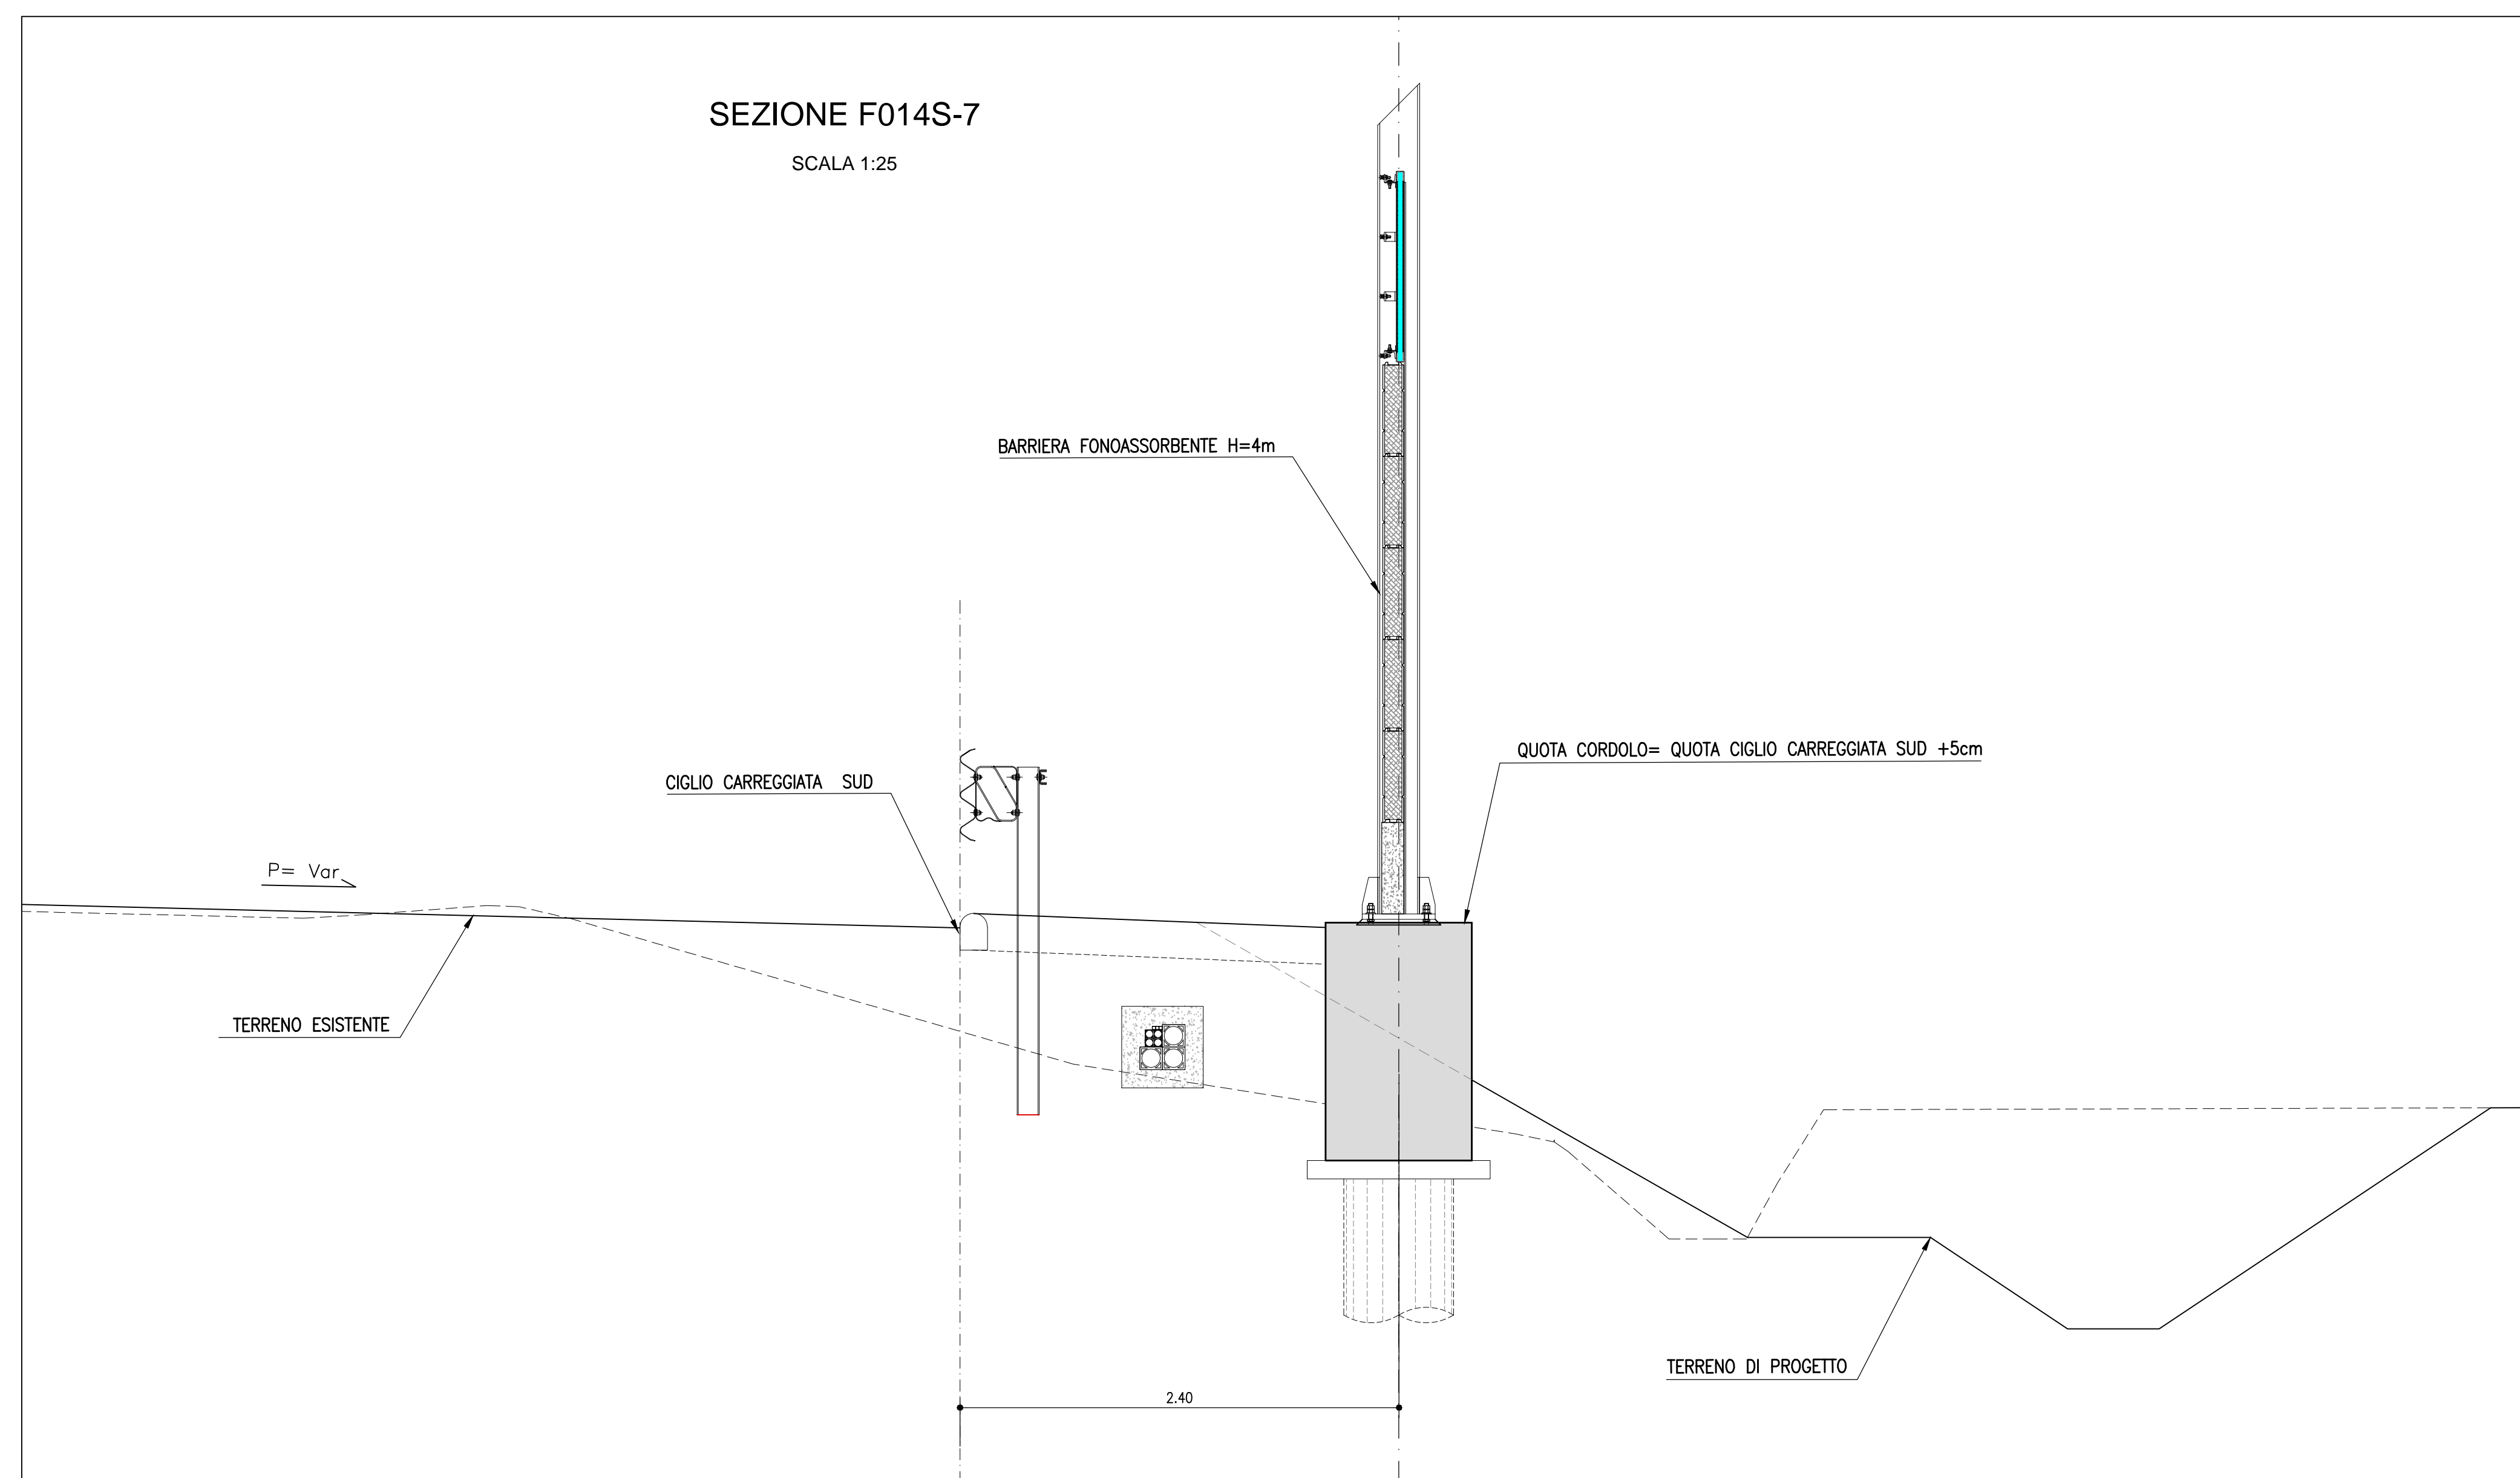 SEZIONE F014S-7
SCALA 1:25
BARRIERA FONOASSORBENTE H=4m
QUOTA CORDOLO= QUOTA CIGLIO CARREGGIATA SUD +5cm
CIGLIO CARREGGIATA SUD
P= Var
TERRENO ESISTENTE
TERRENO DI PROGETTO
2.40